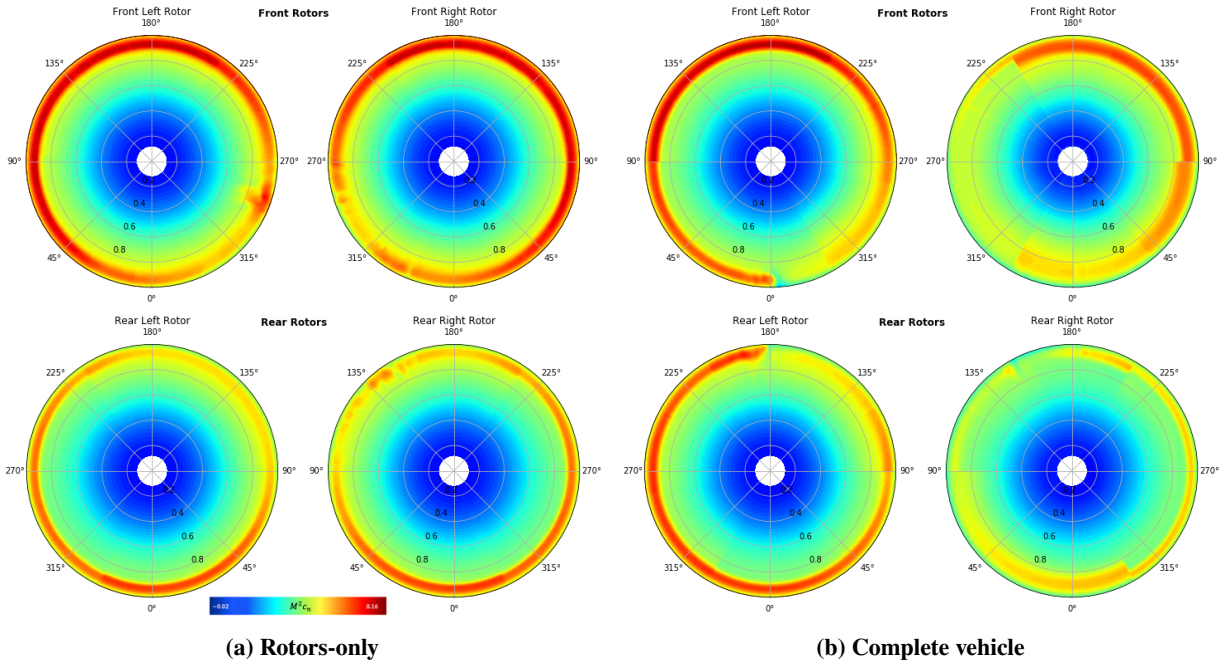 Front Left Rotor Front Rotors Front Right Rotor Front Left Rotor Front Rotors Front Right Rotor
180° 180° 180° 180°
135° 225° 225° 135° 135° 225° 225° 135°
90° 270° 270° 90° 90° 270° 270° 90°
0.4 0.4 0.4 0.4
0.6 0.6 0.6 0.6
0.8 0.8 0.8 0.8
45° 315° 315° 45° 45° 315° 315° 45°
0° 0° 0° 0°
Rear Left Rotor Rear Rotors Rear Right Rotor Rear Left Rotor Rear Rotors Rear Right Rotor
180° 180° 180° 180°
225° 135° 135° 225° 225° 135° 135° 225°
270° 90° 90° 270° 270° 90° 90° 270°
0.4 0.4 0.4 0.4
0.6 0.6 0.6 0.6
0.8 0.8 0.8 0.8
315° 45° 45° 315° 315° 45° 45° 315°
0° 0° 0° 0°
−0.02 M²cₙ 0.16
(a) Rotors-only (b) Complete vehicle